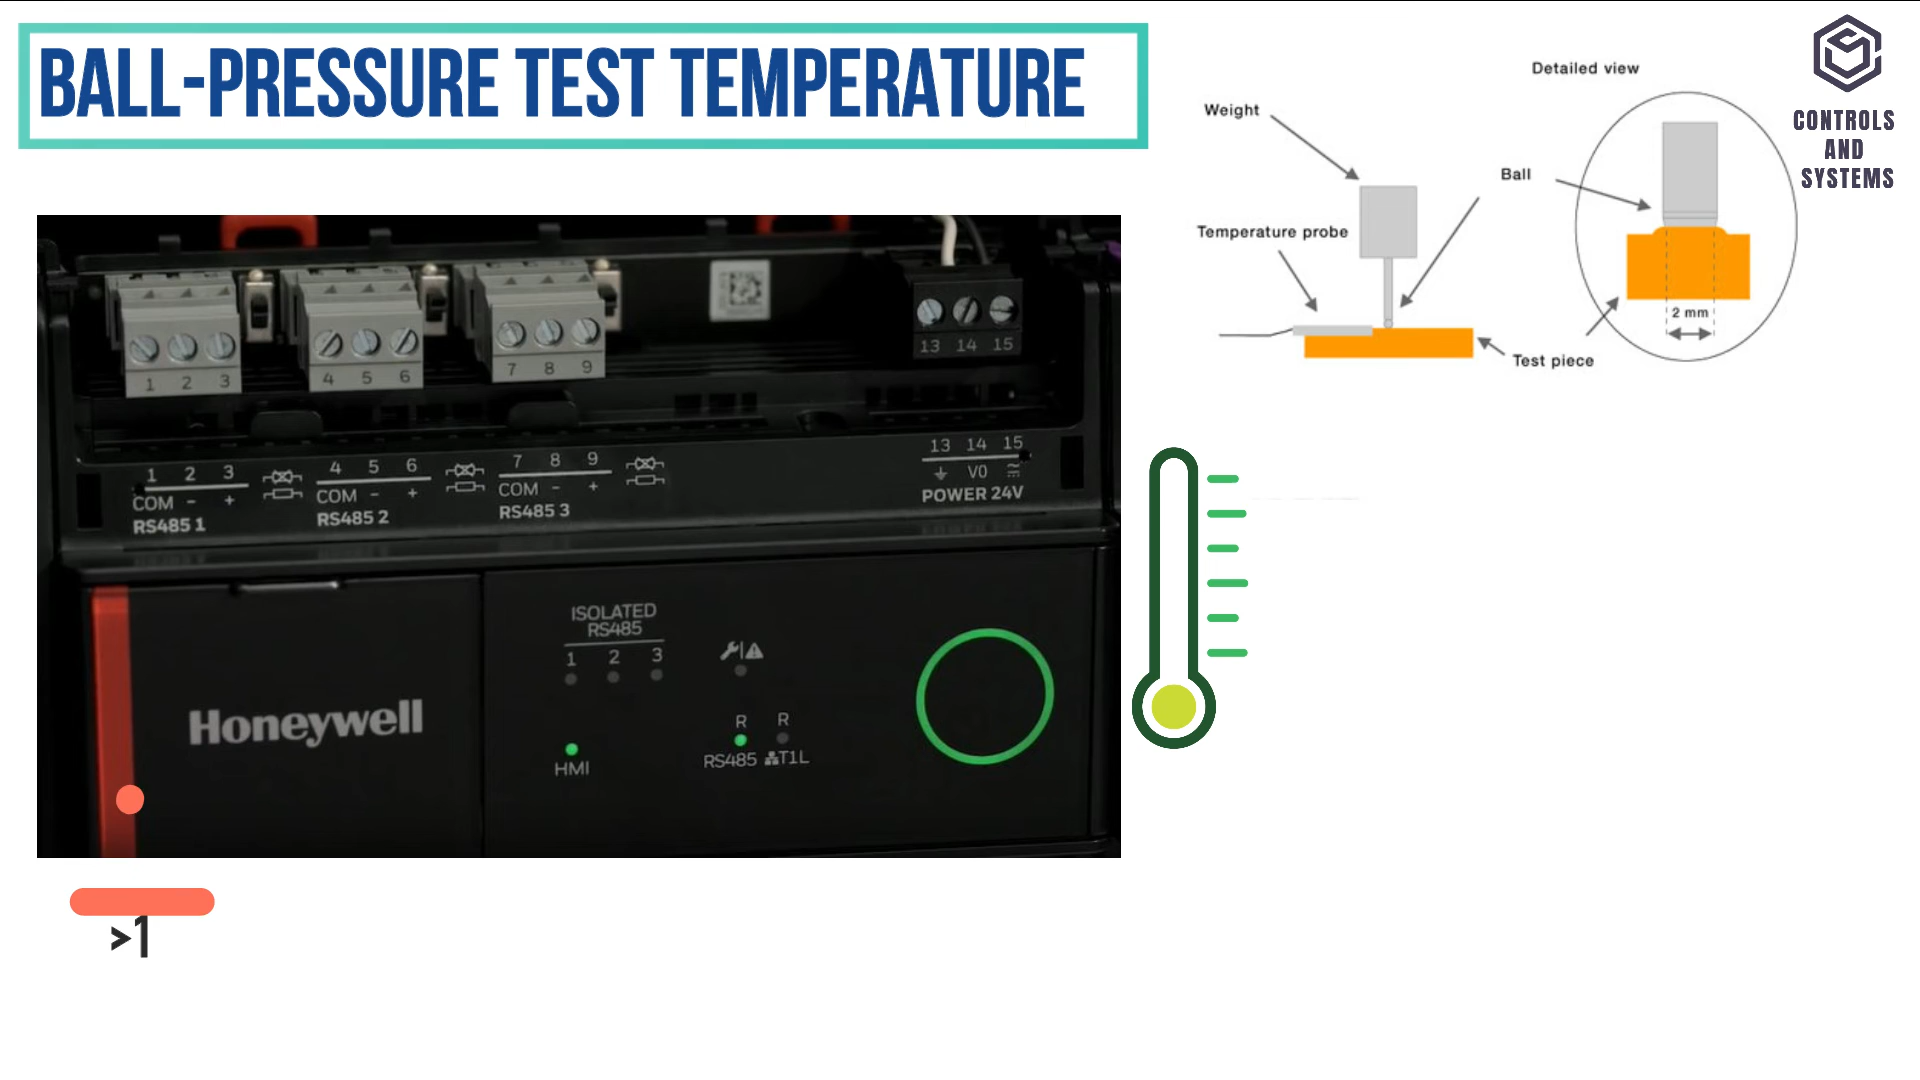 BALL-PRESSURE TEST TEMPERATURE
CONTROLS
AND
SYSTEMS
Detailed view
Weight
Ball
Temperature probe
2 mm
Test piece
1 2 3
4 5 6
7 8 9
13 14 15
1 2 3
COM - +
RS485 1
4 5 6
COM - +
RS485 2
7 8 9
COM - +
RS485 3
13 14 15
V0
POWER 24V
ISOLATED
RS485
1 2 3
Honeywell
HMI
R R
RS485 T1L
>1